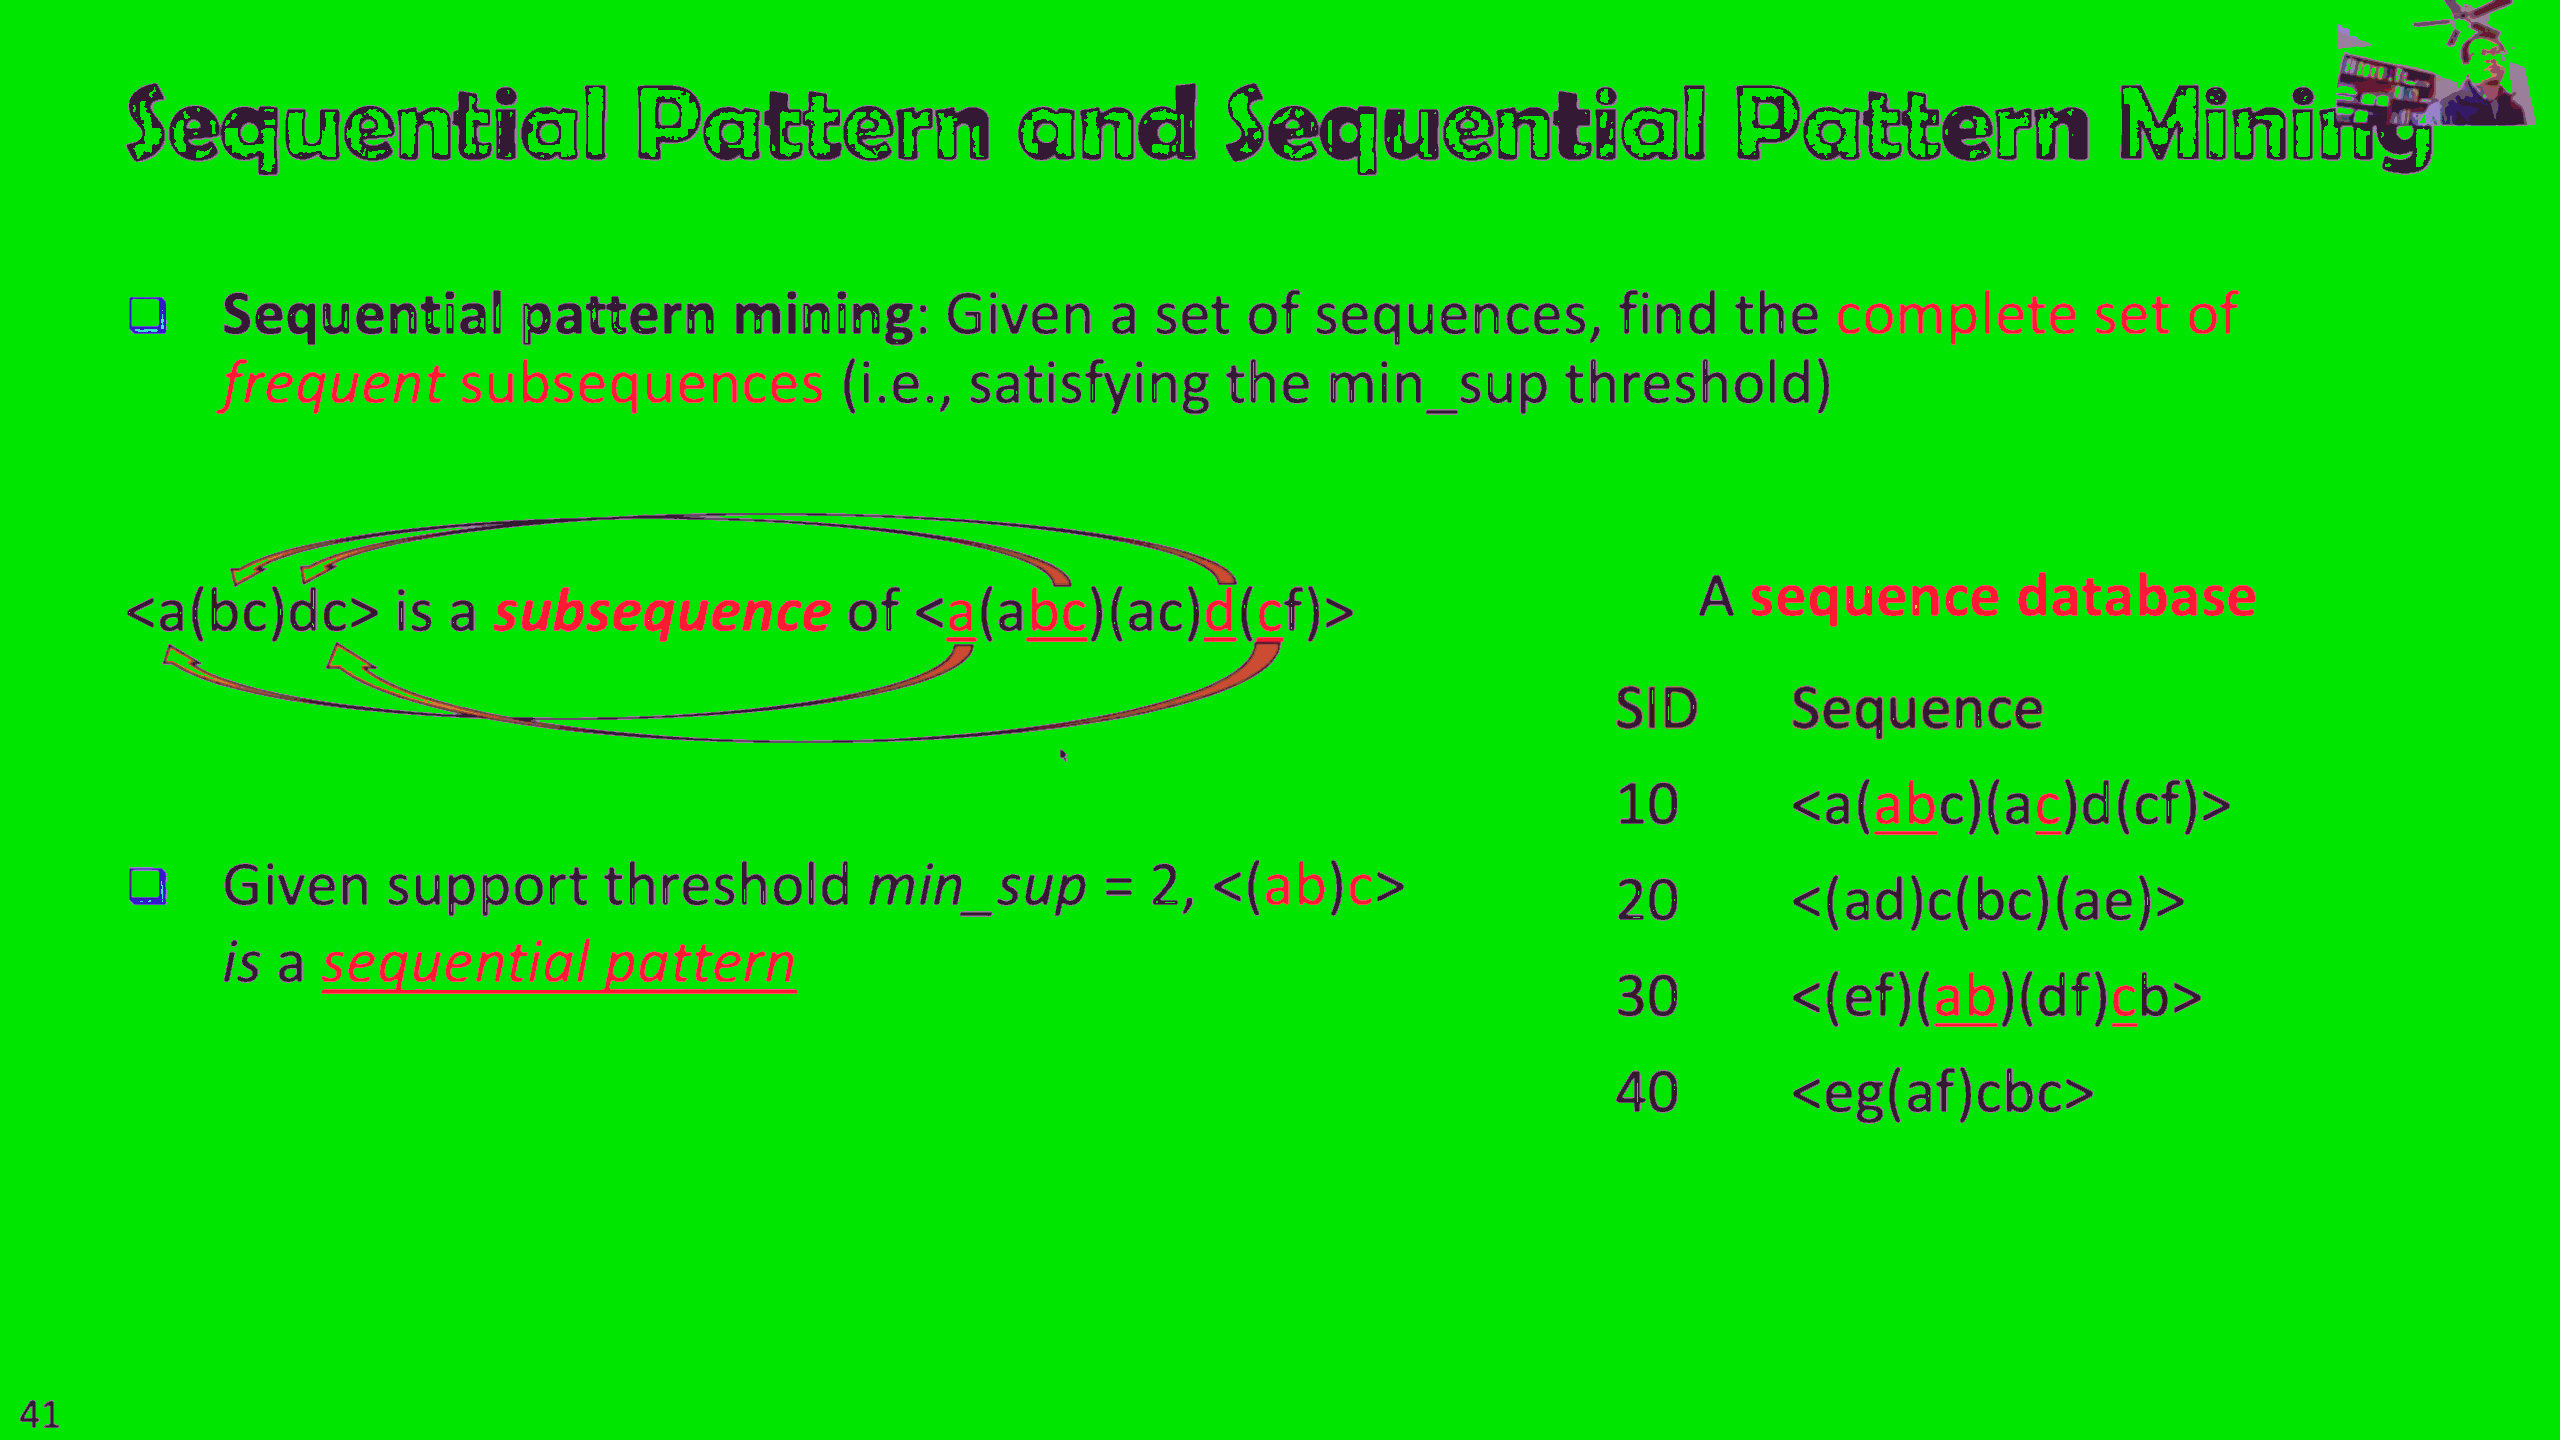 Sequential Pattern and Sequential Pattern Mining
Sequential pattern mining: Given a set of sequences, find the complete set of
frequent subsequences (i.e., satisfying the min_sup threshold)
<a(bc)dc> is a subsequence of <a(abc)(ac)d(cf)>
A sequence database
SID Sequence
10 <a(abc)(ac)d(cf)>
Given support threshold min_sup = 2, <(ab)c>
is a sequential pattern
20 <(ad)c(bc)(ae)>
30 <(ef)(ab)(df)cb>
40 <eg(af)cbc>
41